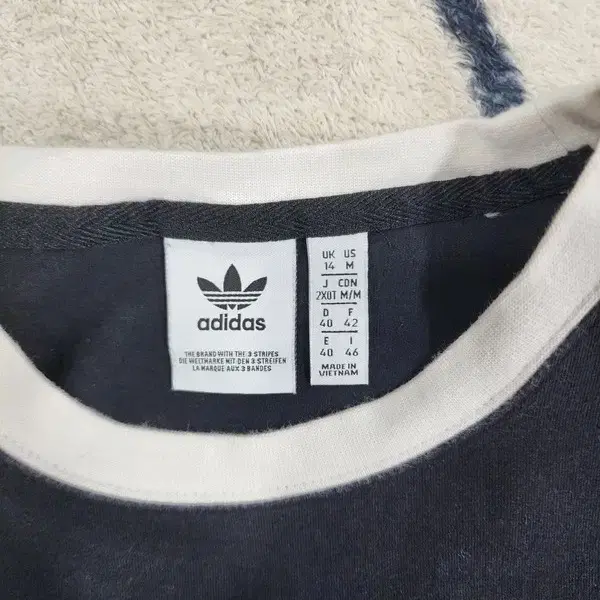 adidas
THE BRAND WITH THE 3 STRIPES
DIE WELTMARKE MIT DEN 3 STREIFEN
LA MARQUE AUX 3 BANDES
UK US
14 M
J CDN
2XOT M/M
D F
40 42
E I
40 46
MADE IN
VIETNAM